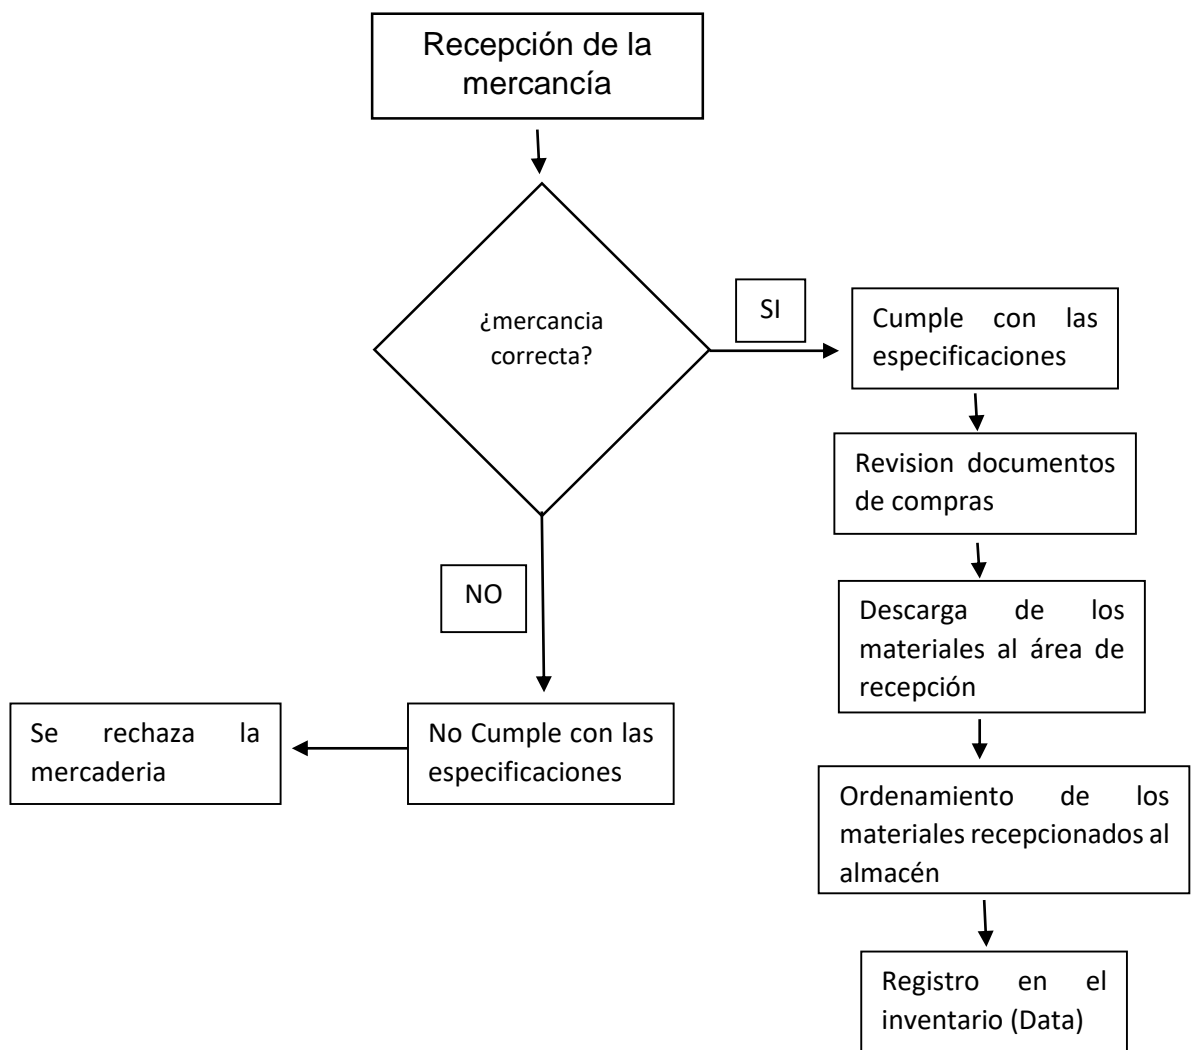 Recepción de la
mercancía
¿mercancia
correcta?
SI
Cumple con las
especificaciones
Revision documentos
de compras
Descarga de los
materiales al área de
recepción
Ordenamiento de los
materiales recepcionados al
almacén
Registro en el
inventario (Data)
NO
No Cumple con las
especificaciones
Se rechaza la
mercaderia